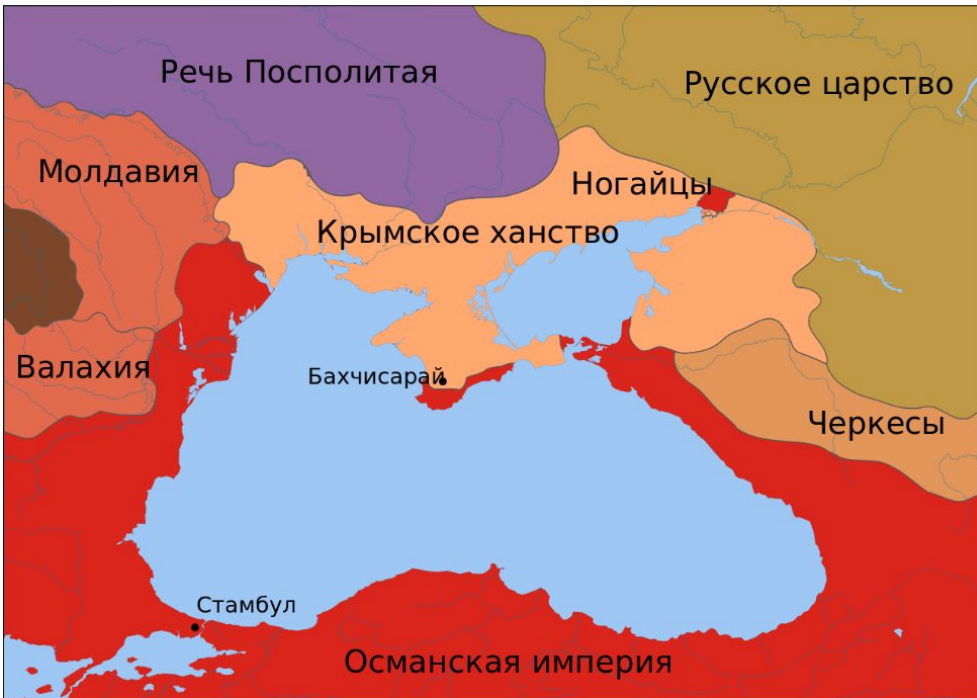 Речь Посполитая
Русское царство
Молдавия
Ногайцы
Крымское ханство
Валахия
Бахчисарай
Черкесы
Стамбул
Османская империя